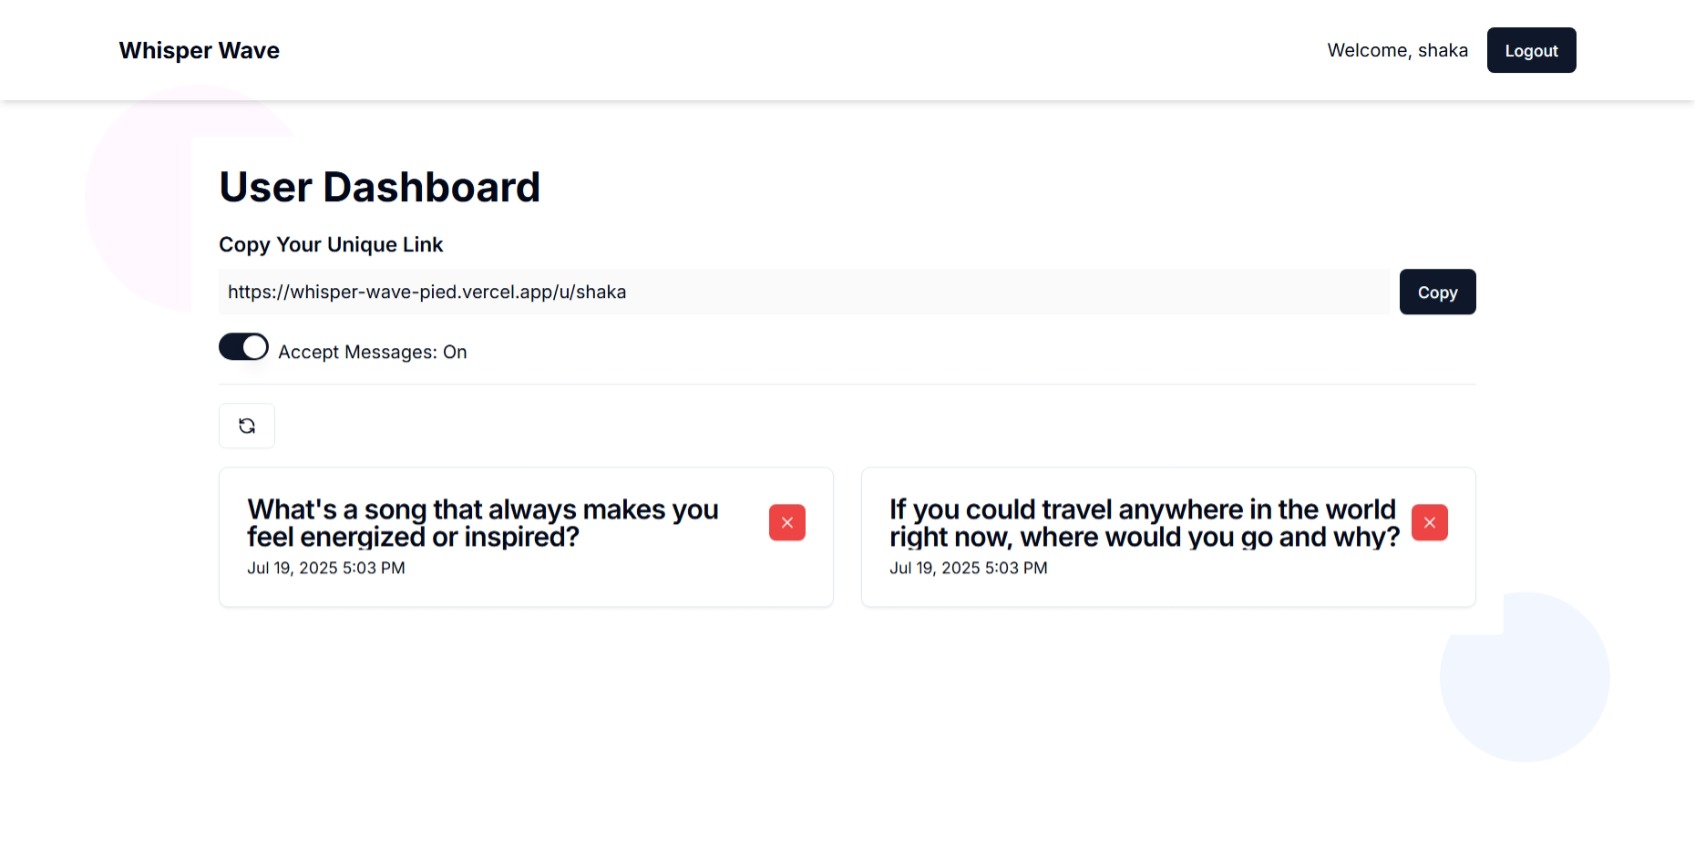 Whisper Wave
Welcome, shaka
Logout
User Dashboard
Copy Your Unique Link
https://whisper-wave-pied.vercel.app/u/shaka
Copy
Accept Messages: On
What's a song that always makes you
feel energized or inspired?
Jul 19, 2025 5:03 PM
If you could travel anywhere in the world
right now, where would you go and why?
Jul 19, 2025 5:03 PM